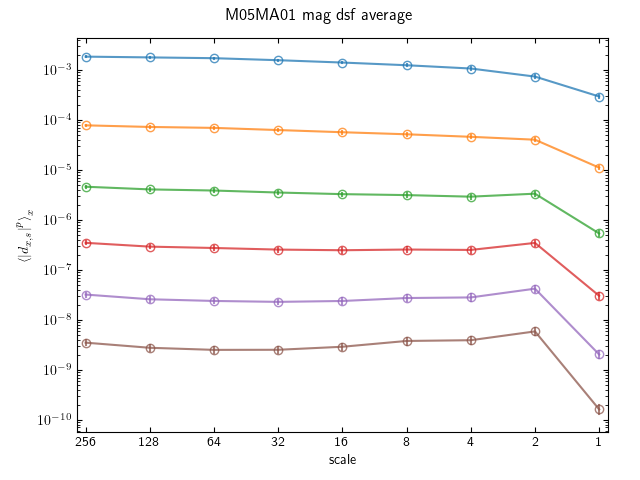 M05MA01 mag dsf average
10⁻³
10⁻⁴
10⁻⁵
10⁻⁶
10⁻⁷
10⁻⁸
10⁻⁹
10⁻¹⁰
⟨|d_{x,s}|^p⟩_x
256 128 64 32 16 8 4 2 1
scale